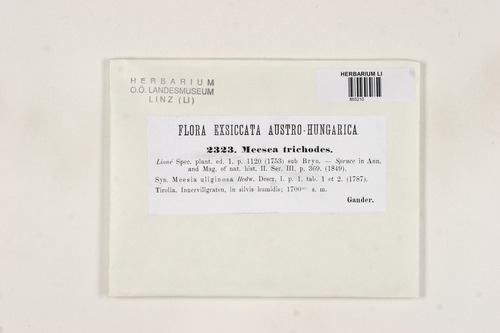 HERBARIUM
O.Ö. LANDESMUSEUM
LINZ (LI)
HERBARIUM LI
865210
FLORA EXSICCATA AUSTRO-HUNGARICA
2323. Meesea trichodes.
Linné Spec. plant. ed. 1. p. 1120 (1753) sub Bryo. — Spruce in Ann.
and Mag. of nat. hist. II. Ser. III. p. 369. (1849).
Syn. Meesia uliginosa Hedw. Descr. I. p. 1. tab. 1 et 2. (1787).
Tirolia. Innervillgraten, in silvis humidis; 1700 s. m.
Gander.